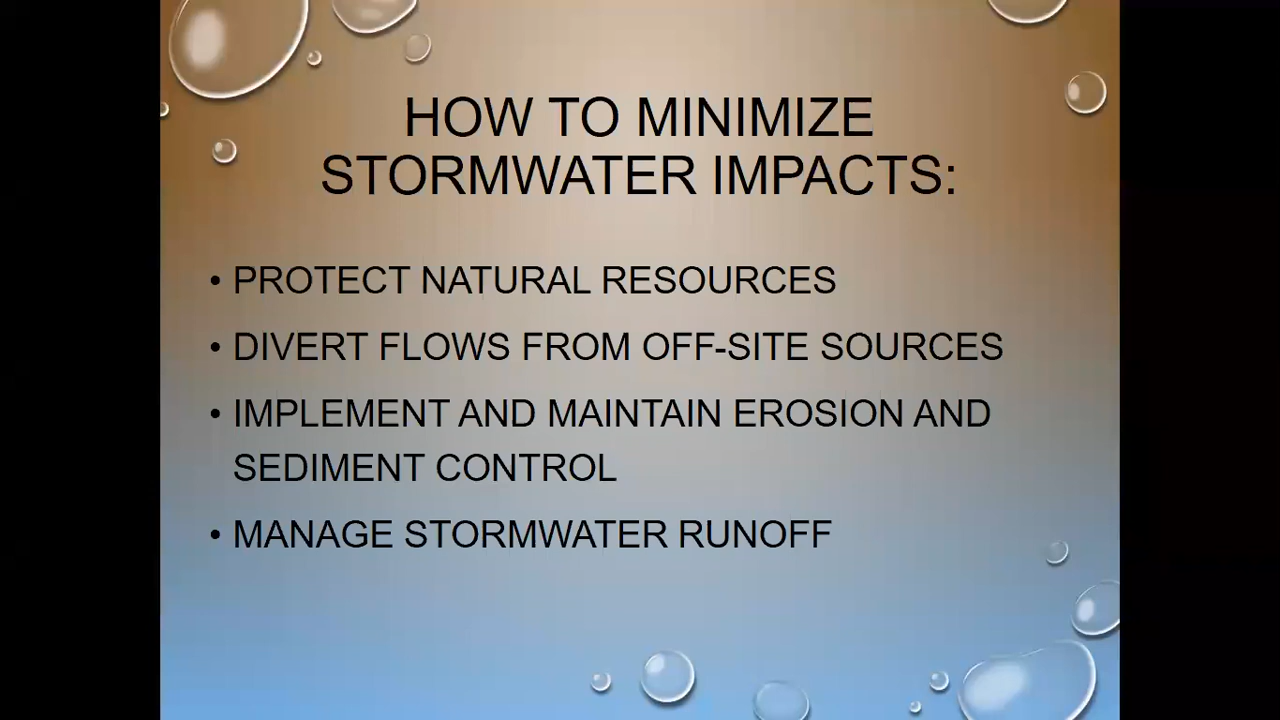 HOW TO MINIMIZE
STORMWATER IMPACTS:
• PROTECT NATURAL RESOURCES
• DIVERT FLOWS FROM OFF-SITE SOURCES
• IMPLEMENT AND MAINTAIN EROSION AND
SEDIMENT CONTROL
• MANAGE STORMWATER RUNOFF